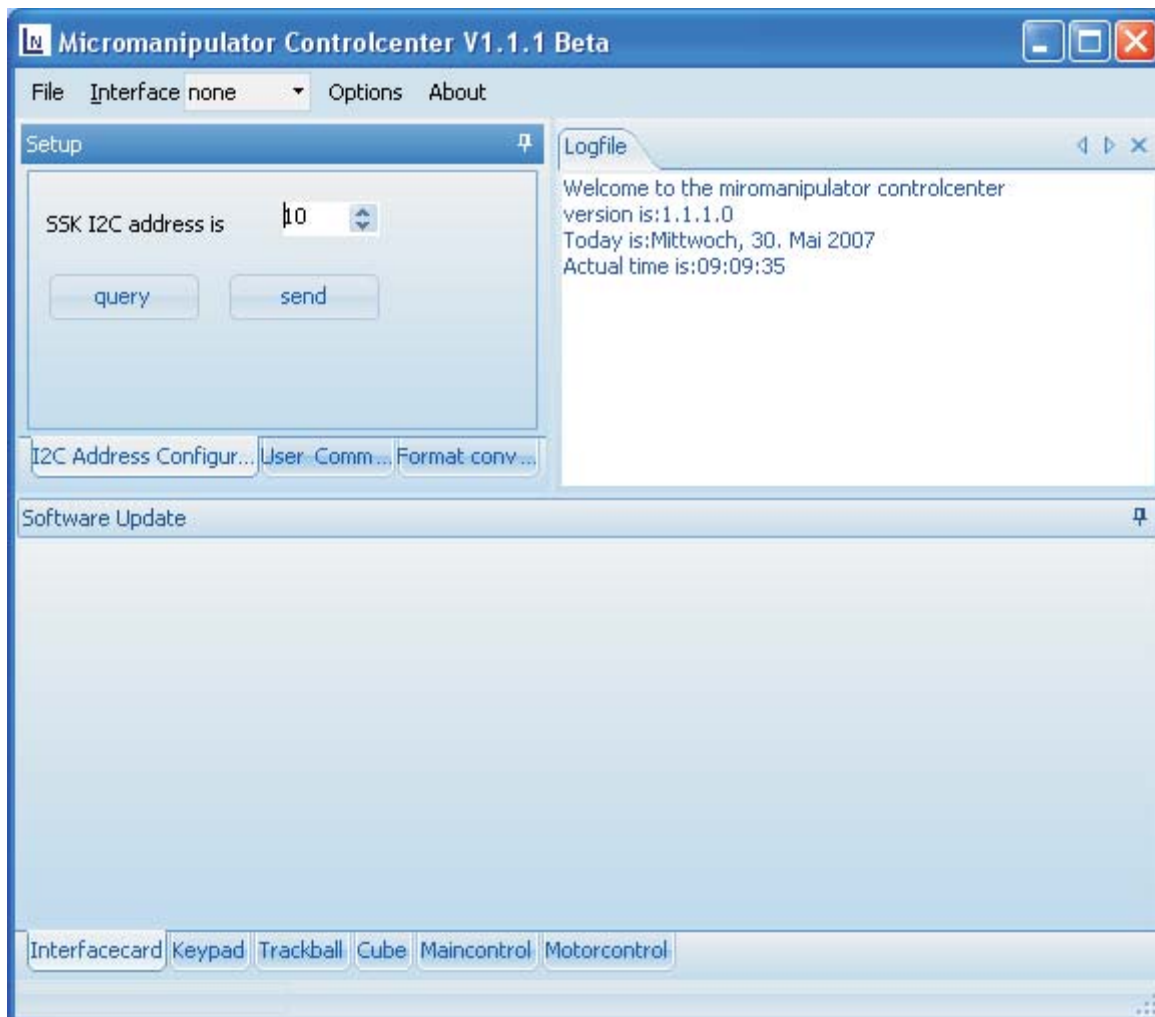 LN Micromanipulator Controlcenter V1.1.1 Beta
File Interface none Options About
Setup
SSK I2C address is 10
query send
I2C Address Configur... User Comm... Format conv...
Logfile
Welcome to the miromanipulator controlcenter
version is:1.1.1.0
Today is:Mittwoch, 30. Mai 2007
Actual time is:09:09:35
Software Update
Interfacecard Keypad Trackball Cube Maincontrol Motorcontrol